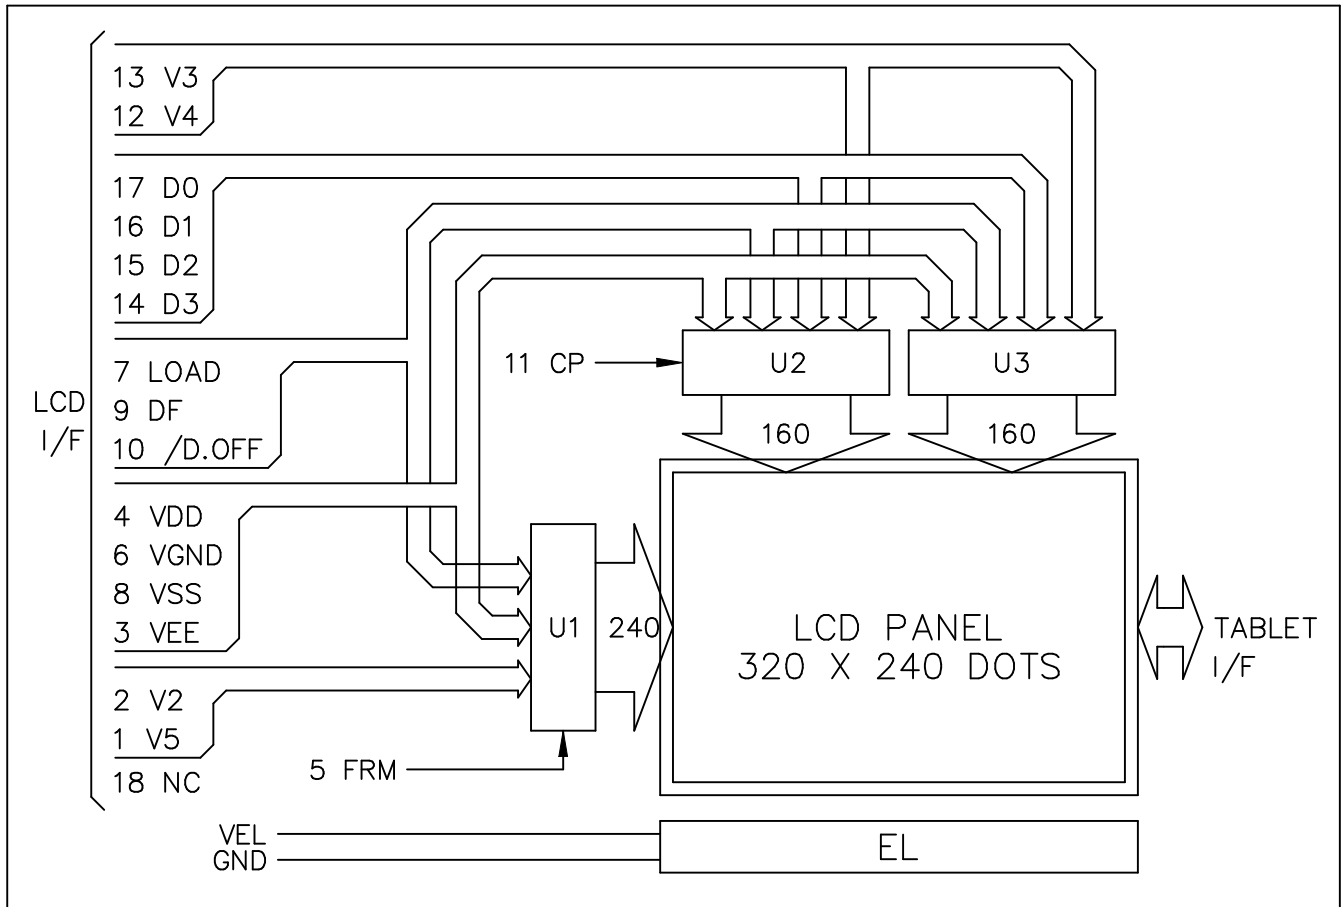 13 V3
12 V4
17 D0
16 D1
15 D2
14 D3
7 LOAD
9 DF
10 /D.OFF
LCD
I/F
4 VDD
6 VGND
8 VSS
3 VEE
2 V2
1 V5
18 NC
11 CP
U2
U3
160
160
U1
240
LCD PANEL
320 X 240 DOTS
TABLET
I/F
5 FRM
VEL
GND
EL